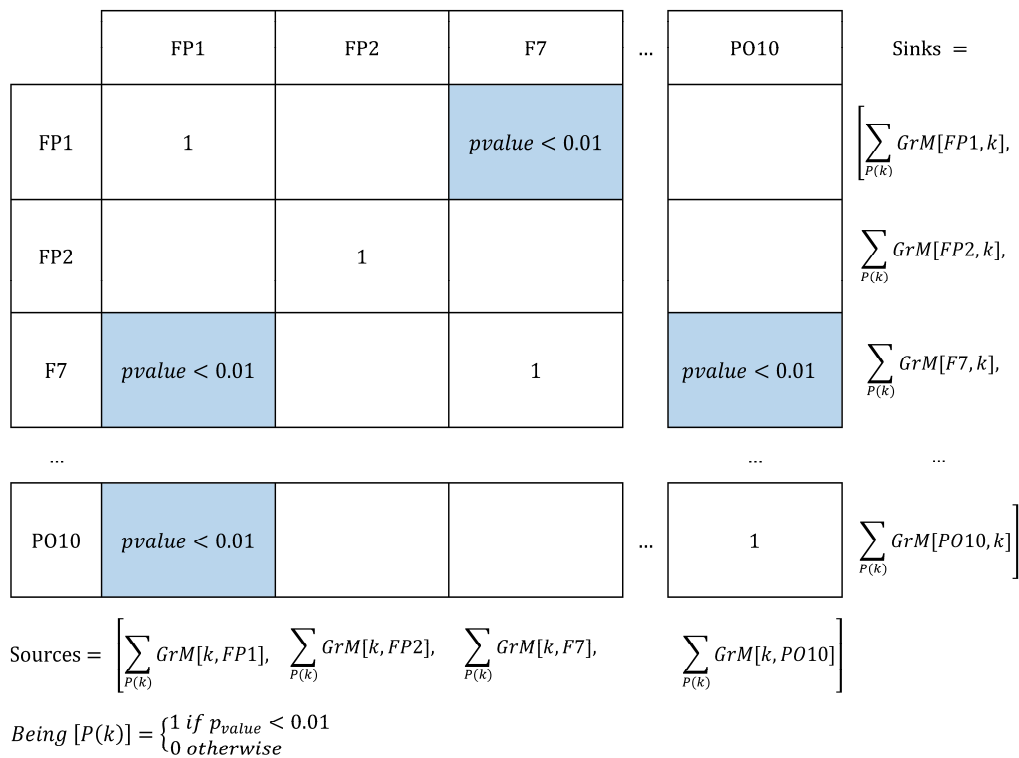 FP1 FP2 F7 ... PO10 Sinks =
FP1 1 pvalue < 0.01 [∑P(k) GrM[FP1, k],
FP2 1 ∑P(k) GrM[FP2, k],
F7 pvalue < 0.01 1 pvalue < 0.01 ∑P(k) GrM[F7, k],
... ... ...
PO10 pvalue < 0.01 ... 1 ∑P(k) GrM[PO10, k]]
Sources = [∑P(k) GrM[k, FP1], ∑P(k) GrM[k, FP2], ∑P(k) GrM[k, F7], ∑P(k) GrM[k, PO10]]
Being [P(k)] = {1 if pvalue < 0.01
0 otherwise